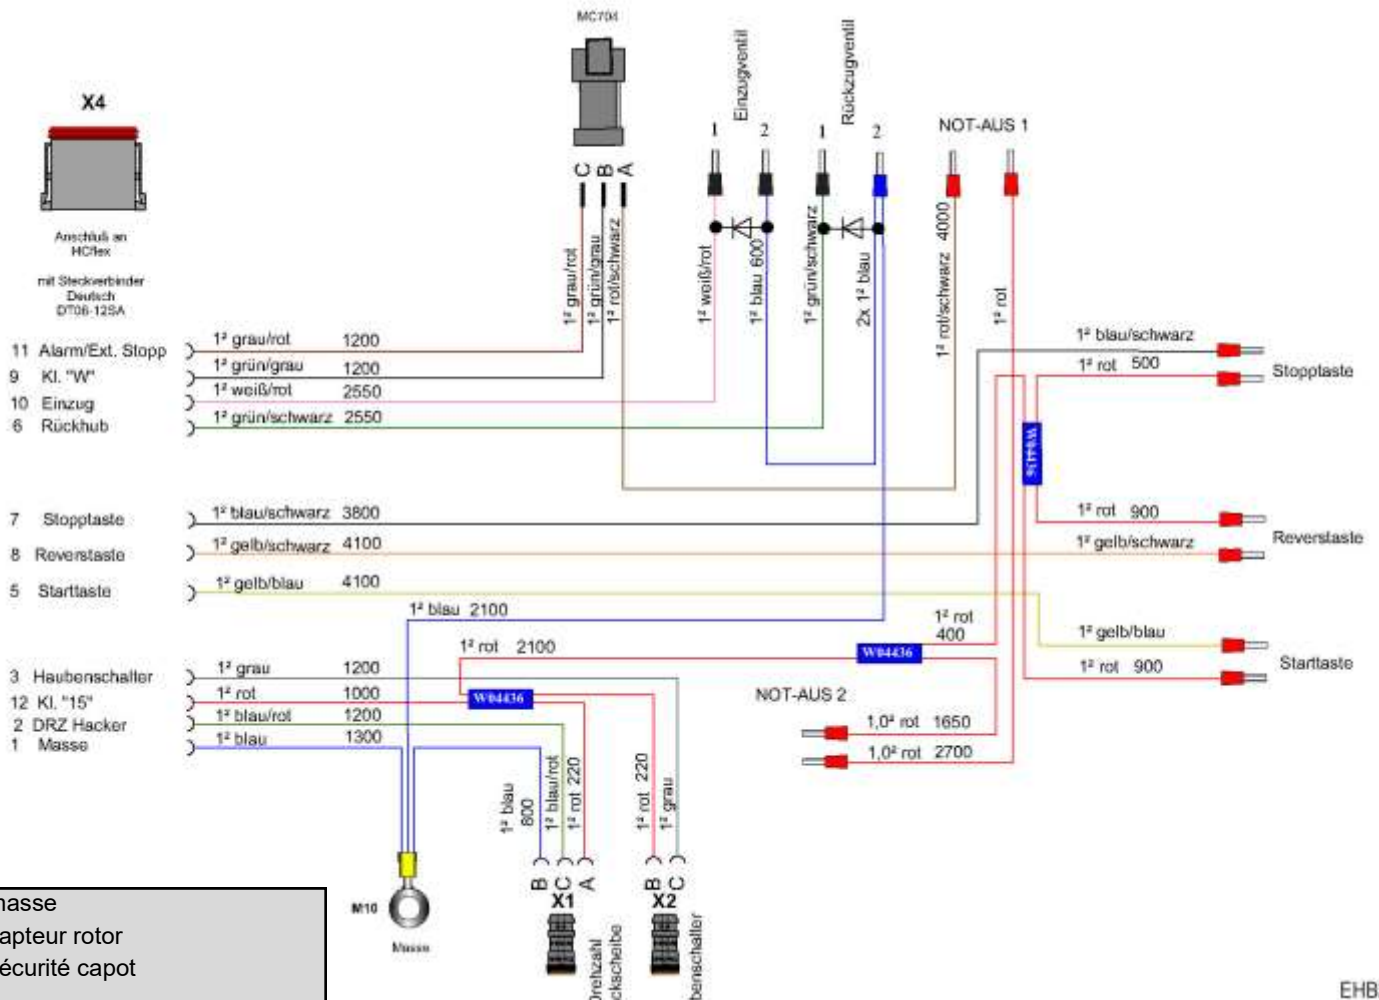 MC704
X4
Anschluß an
HCflex
mit Steckverbinder
Deutsch
DT06-12SA
Einzugventil
Rückzugventil
1
2
1
2
NOT-AUS 1
C
B
A
1² grau/rot
1² grün/grau
1² rot/schwarz
1² weiß/rot
1² blau 600
1² grün/schwarz
2x 1² blau
1² rot/schwarz 4000
1² rot
11 Alarm/Ext. Stopp
1² grau/rot 1200
9 Kl. "W"
1² grün/grau 1200
10 Einzug
1² weiß/rot 2550
6 Rückhub
1² grün/schwarz 2550
1² blau/schwarz
1² rot 500
Stopptaste
W04436
7 Stopptaste
1² blau/schwarz 3800
8 Reverstaste
1² gelb/schwarz 4100
5 Starttaste
1² gelb/blau 4100
1² rot 900
1² gelb/schwarz
Reverstaste
1² blau 2100
1² rot 2100
1² rot
400
W04436
1² gelb/blau
1² rot 900
Starttaste
3 Haubenschalter
1² grau 1200
12 Kl. "15"
1² rot 1000
2 DRZ Hacker
1² blau/rot 1200
1 Masse
1² blau 1300
W04436
NOT-AUS 2
1,0² rot 1650
1,0² rot 2700
1² blau
800
1² blau/rot
1² rot 220
1² rot 220
1² grau
B
C
A
X1
B
C
X2
M10
Masse
Drehzahl
ckscheibe
benschalter
masse
apteur rotor
écurité capot
EHB